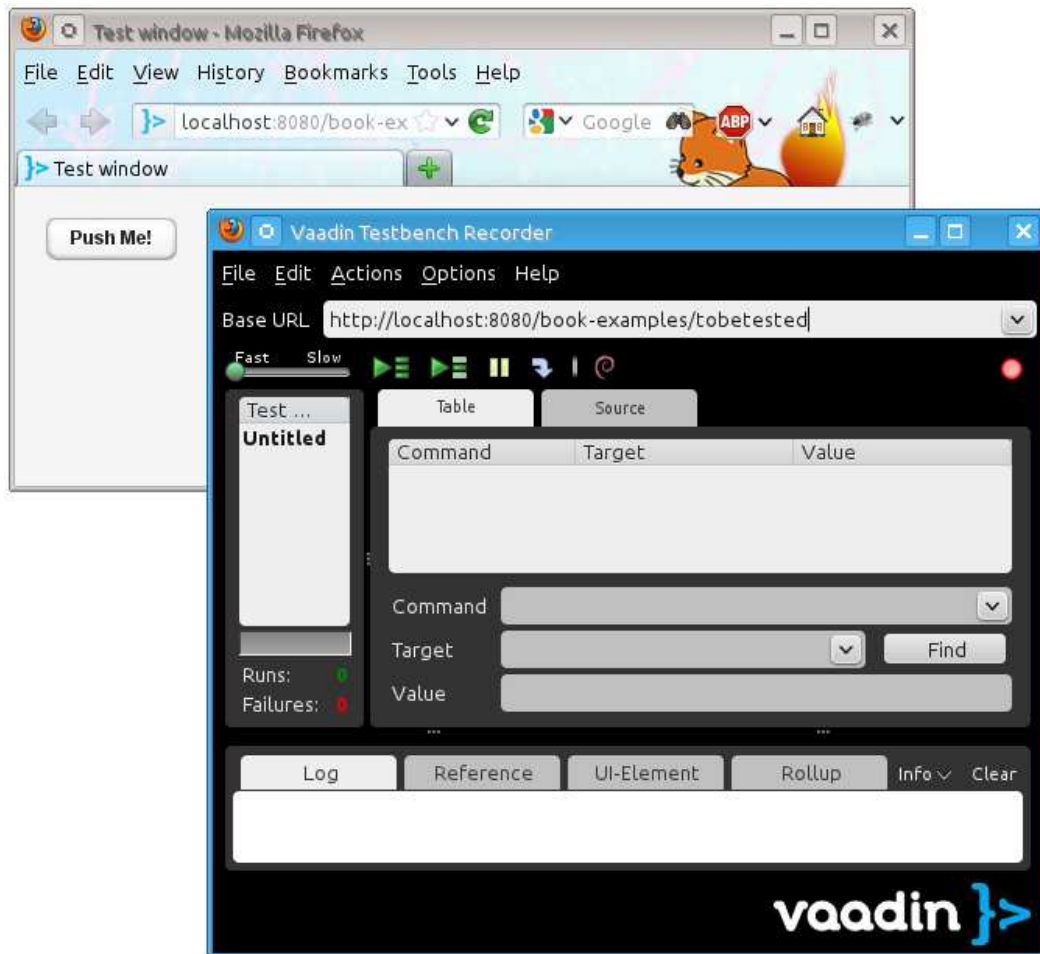 Test window - Mozilla Firefox
File Edit View History Bookmarks Tools Help
localhost:8080/book-ex Google ABP
Test window
Push Me!
Vaadin Testbench Recorder
File Edit Actions Options Help
Base URL http://localhost:8080/book-examples/tobetested
Fast Slow
Table Source
Test ...
Untitled
Command Target Value
Command
Target Find
Value
Runs: 0
Failures: 0
Log Reference UI-Element Rollup Info Clear
vaadin }>